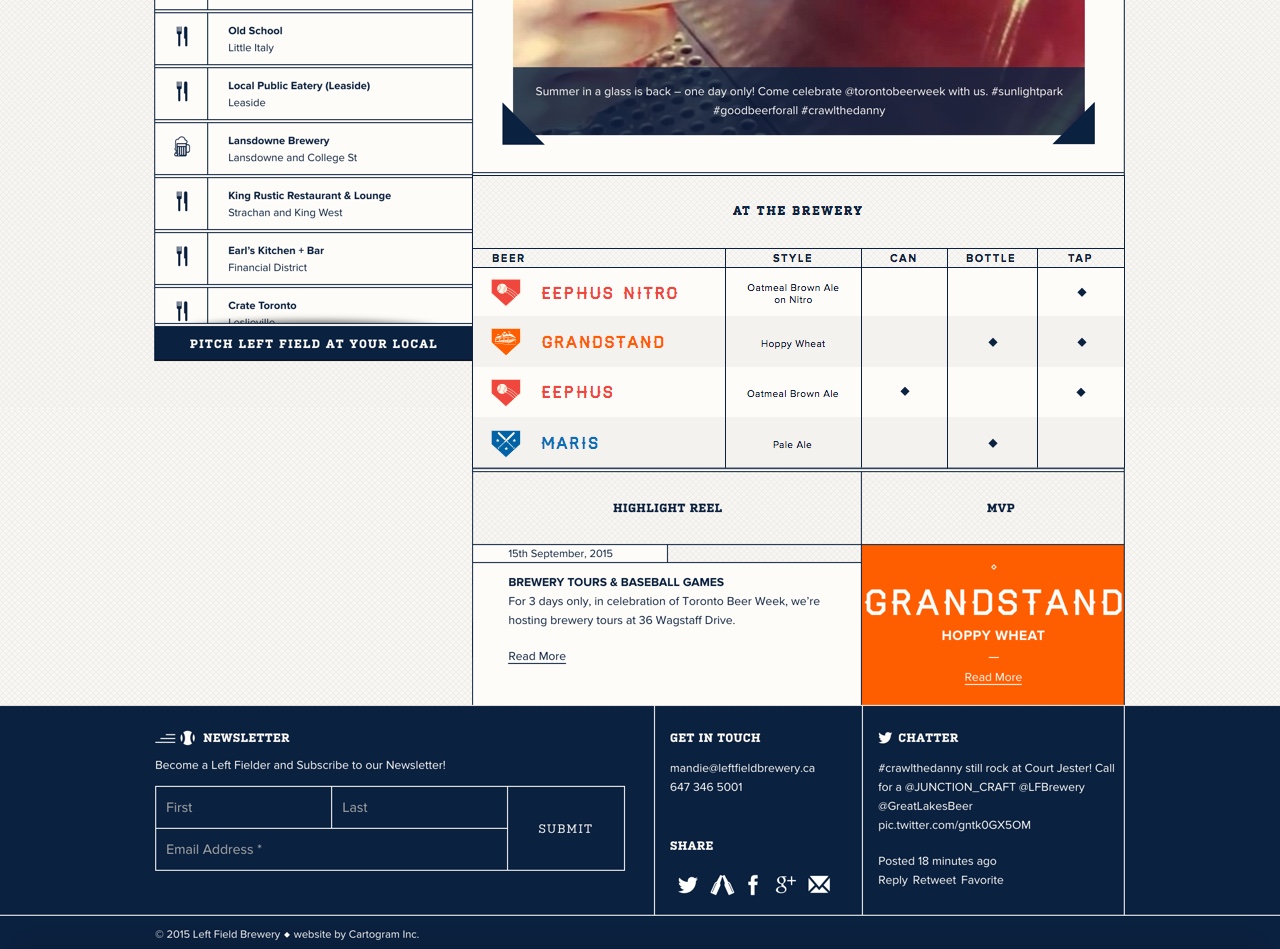 Old School
Little Italy
Local Public Eatery (Leaside)
Leaside
Lansdowne Brewery
Lansdowne and College St
King Rustic Restaurant & Lounge
Strachan and King West
Earl's Kitchen + Bar
Financial District
Crate Toronto
Leslieville
PITCH LEFT FIELD AT YOUR LOCAL
Summer in a glass is back – one day only! Come celebrate @torontobeerweek with us. #sunlightpark
#goodbeerforall #crawlthedanny
AT THE BREWERY
BEER STYLE CAN BOTTLE TAP
EEPHUS NITRO Oatmeal Brown Ale
on Nitro
GRANDSTAND Hoppy Wheat
EEPHUS Oatmeal Brown Ale
MARIS Pale Ale
HIGHLIGHT REEL
15th September, 2015
BREWERY TOURS & BASEBALL GAMES
For 3 days only, in celebration of Toronto Beer Week, we're
hosting brewery tours at 36 Wagstaff Drive.
Read More
MVP
GRANDSTAND
HOPPY WHEAT
—
Read More
NEWSLETTER
Become a Left Fielder and Subscribe to our Newsletter!
First
Last
Email Address *
SUBMIT
GET IN TOUCH
mandie@leftfieldbrewery.ca
647 346 5001
SHARE
CHATTER
#crawlthedanny still rock at Court Jester! Call
for a @JUNCTION_CRAFT @LFBrewery
@GreatLakesBeer
pic.twitter.com/gntk0GX5OM
Posted 18 minutes ago
Reply Retweet Favorite
© 2015 Left Field Brewery ◆ website by Cartogram Inc.